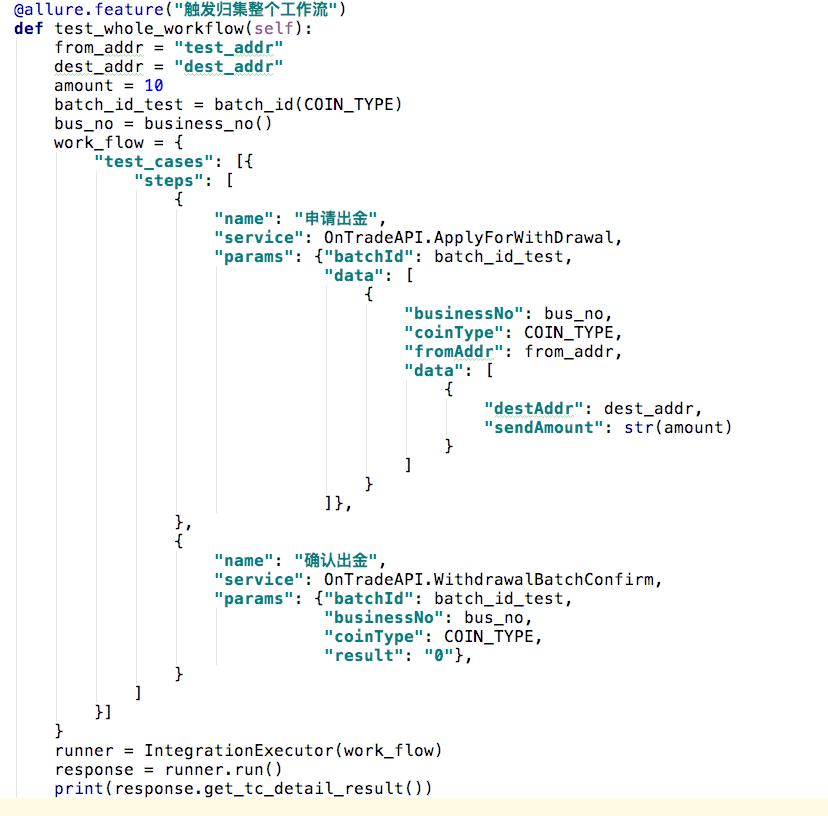 @allure.feature("触发归集整个工作流")
def test_whole_workflow(self):
    from_addr = "test_addr"
    dest_addr = "dest_addr"
    amount = 10
    batch_id_test = batch_id(COIN_TYPE)
    bus_no = business_no()
    work_flow = {
        "test_cases": [{
            "steps": [
                {
                    "name": "申请出金",
                    "service": OnTradeAPI.ApplyForWithDrawal,
                    "params": {"batchId": batch_id_test,
                               "data": [
                                   {
                                       "businessNo": bus_no,
                                       "coinType": COIN_TYPE,
                                       "fromAddr": from_addr,
                                       "data": [
                                           {
                                               "destAddr": dest_addr,
                                               "sendAmount": str(amount)
                                           }
                                       ]
                                   }
                               ]},
                },
                {
                    "name": "确认出金",
                    "service": OnTradeAPI.WithdrawalBatchConfirm,
                    "params": {"batchId": batch_id_test,
                               "businessNo": bus_no,
                               "coinType": COIN_TYPE,
                               "result": "0"},
                }
            ]
        }]
    }
    runner = IntegrationExecutor(work_flow)
    response = runner.run()
    print(response.get_tc_detail_result())